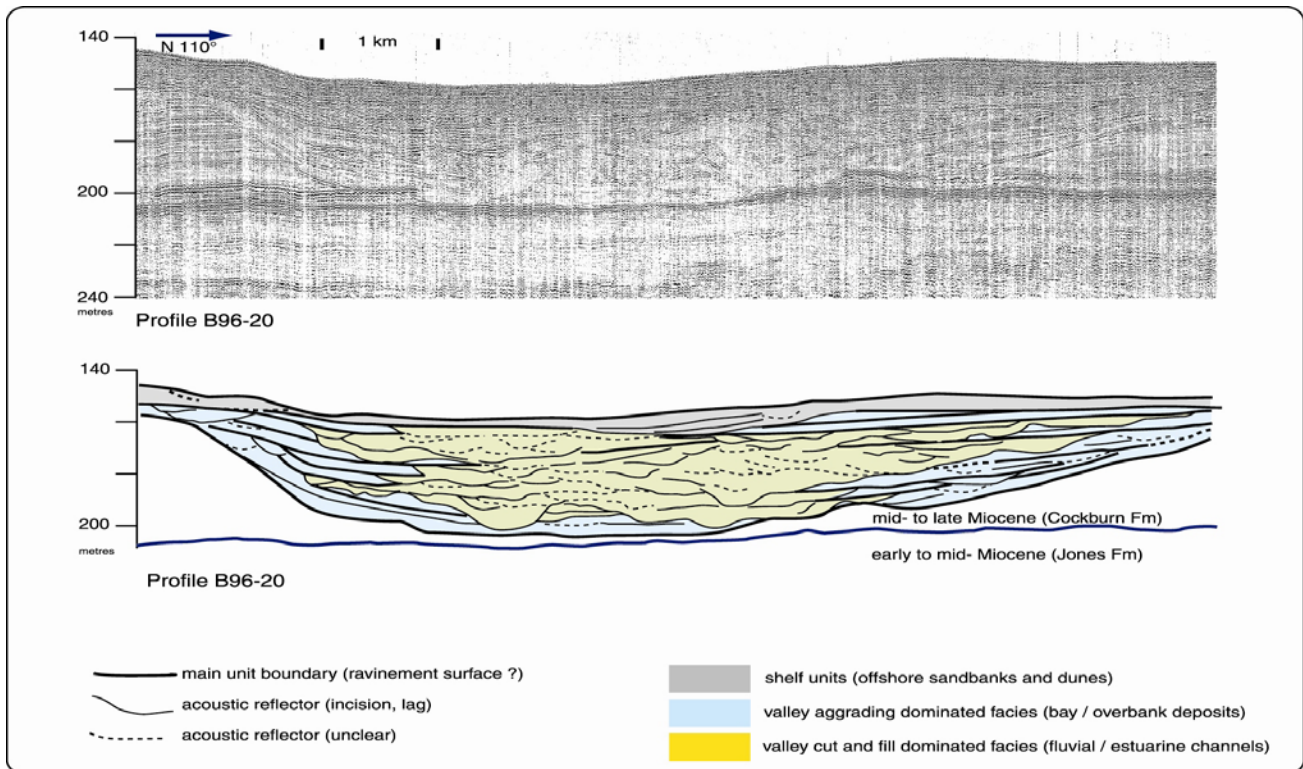 140
N 110°
1 km
200
240
metres
Profile B96-20
140
200
metres
mid- to late Miocene (Cockburn Fm)
early to mid- Miocene (Jones Fm)
Profile B96-20
main unit boundary (ravinement surface ?)
acoustic reflector (incision, lag)
acoustic reflector (unclear)
shelf units (offshore sandbanks and dunes)
valley aggrading dominated facies (bay / overbank deposits)
valley cut and fill dominated facies (fluvial / estuarine channels)